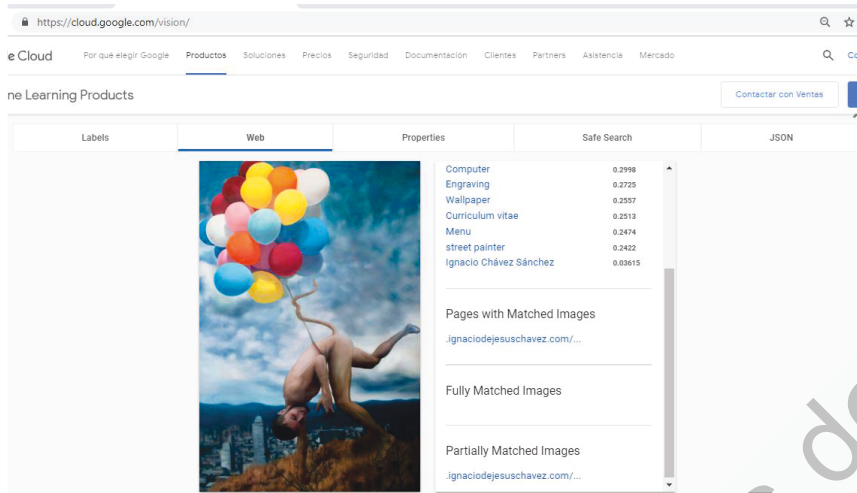 https://cloud.google.com/vision/
e Cloud Por qué elegir Google Productos Soluciones Precios Seguridad Documentación Clientes Partners Asistencia Mercado Co
ne Learning Products Contactar con Ventas
Labels Web Properties Safe Search JSON
Computer 0.2998
Engraving 0.2725
Wallpaper 0.2557
Curriculum vitae 0.2513
Menu 0.2474
street painter 0.2422
Ignacio Chávez Sánchez 0.03615
Pages with Matched Images
.ignaciodejesuschavez.com/...
Fully Matched Images
Partially Matched Images
.ignaciodejesuschavez.com/...